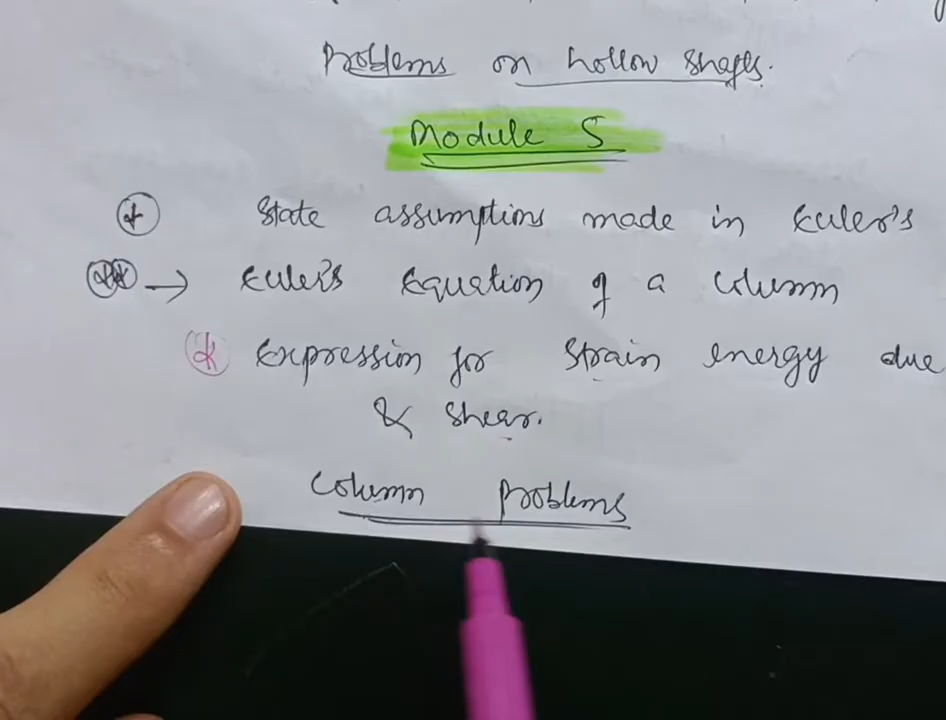 Problems on hollow shapes.
Module 5
State assumptions made in Euler's
→ Euler's Equation of a column
Expression for Strain energy due
& shear.
Column Problems